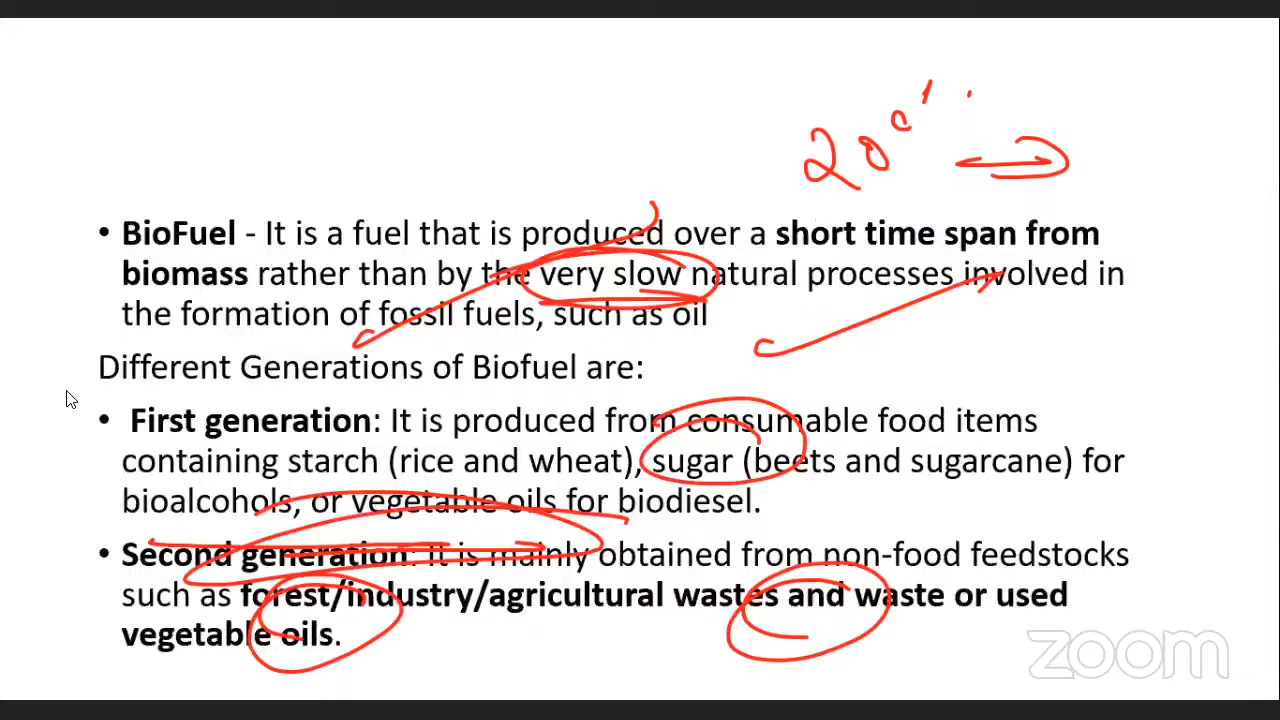 • BioFuel - It is a fuel that is produced over a short time span from
biomass rather than by the very slow natural processes involved in
the formation of fossil fuels, such as oil
Different Generations of Biofuel are:
• First generation: It is produced from consumable food items
containing starch (rice and wheat), sugar (beets and sugarcane) for
bioalcohols, or vegetable oils for biodiesel.
• Second generation: It is mainly obtained from non-food feedstocks
such as forest/industry/agricultural wastes and waste or used
vegetable oils.
zoom